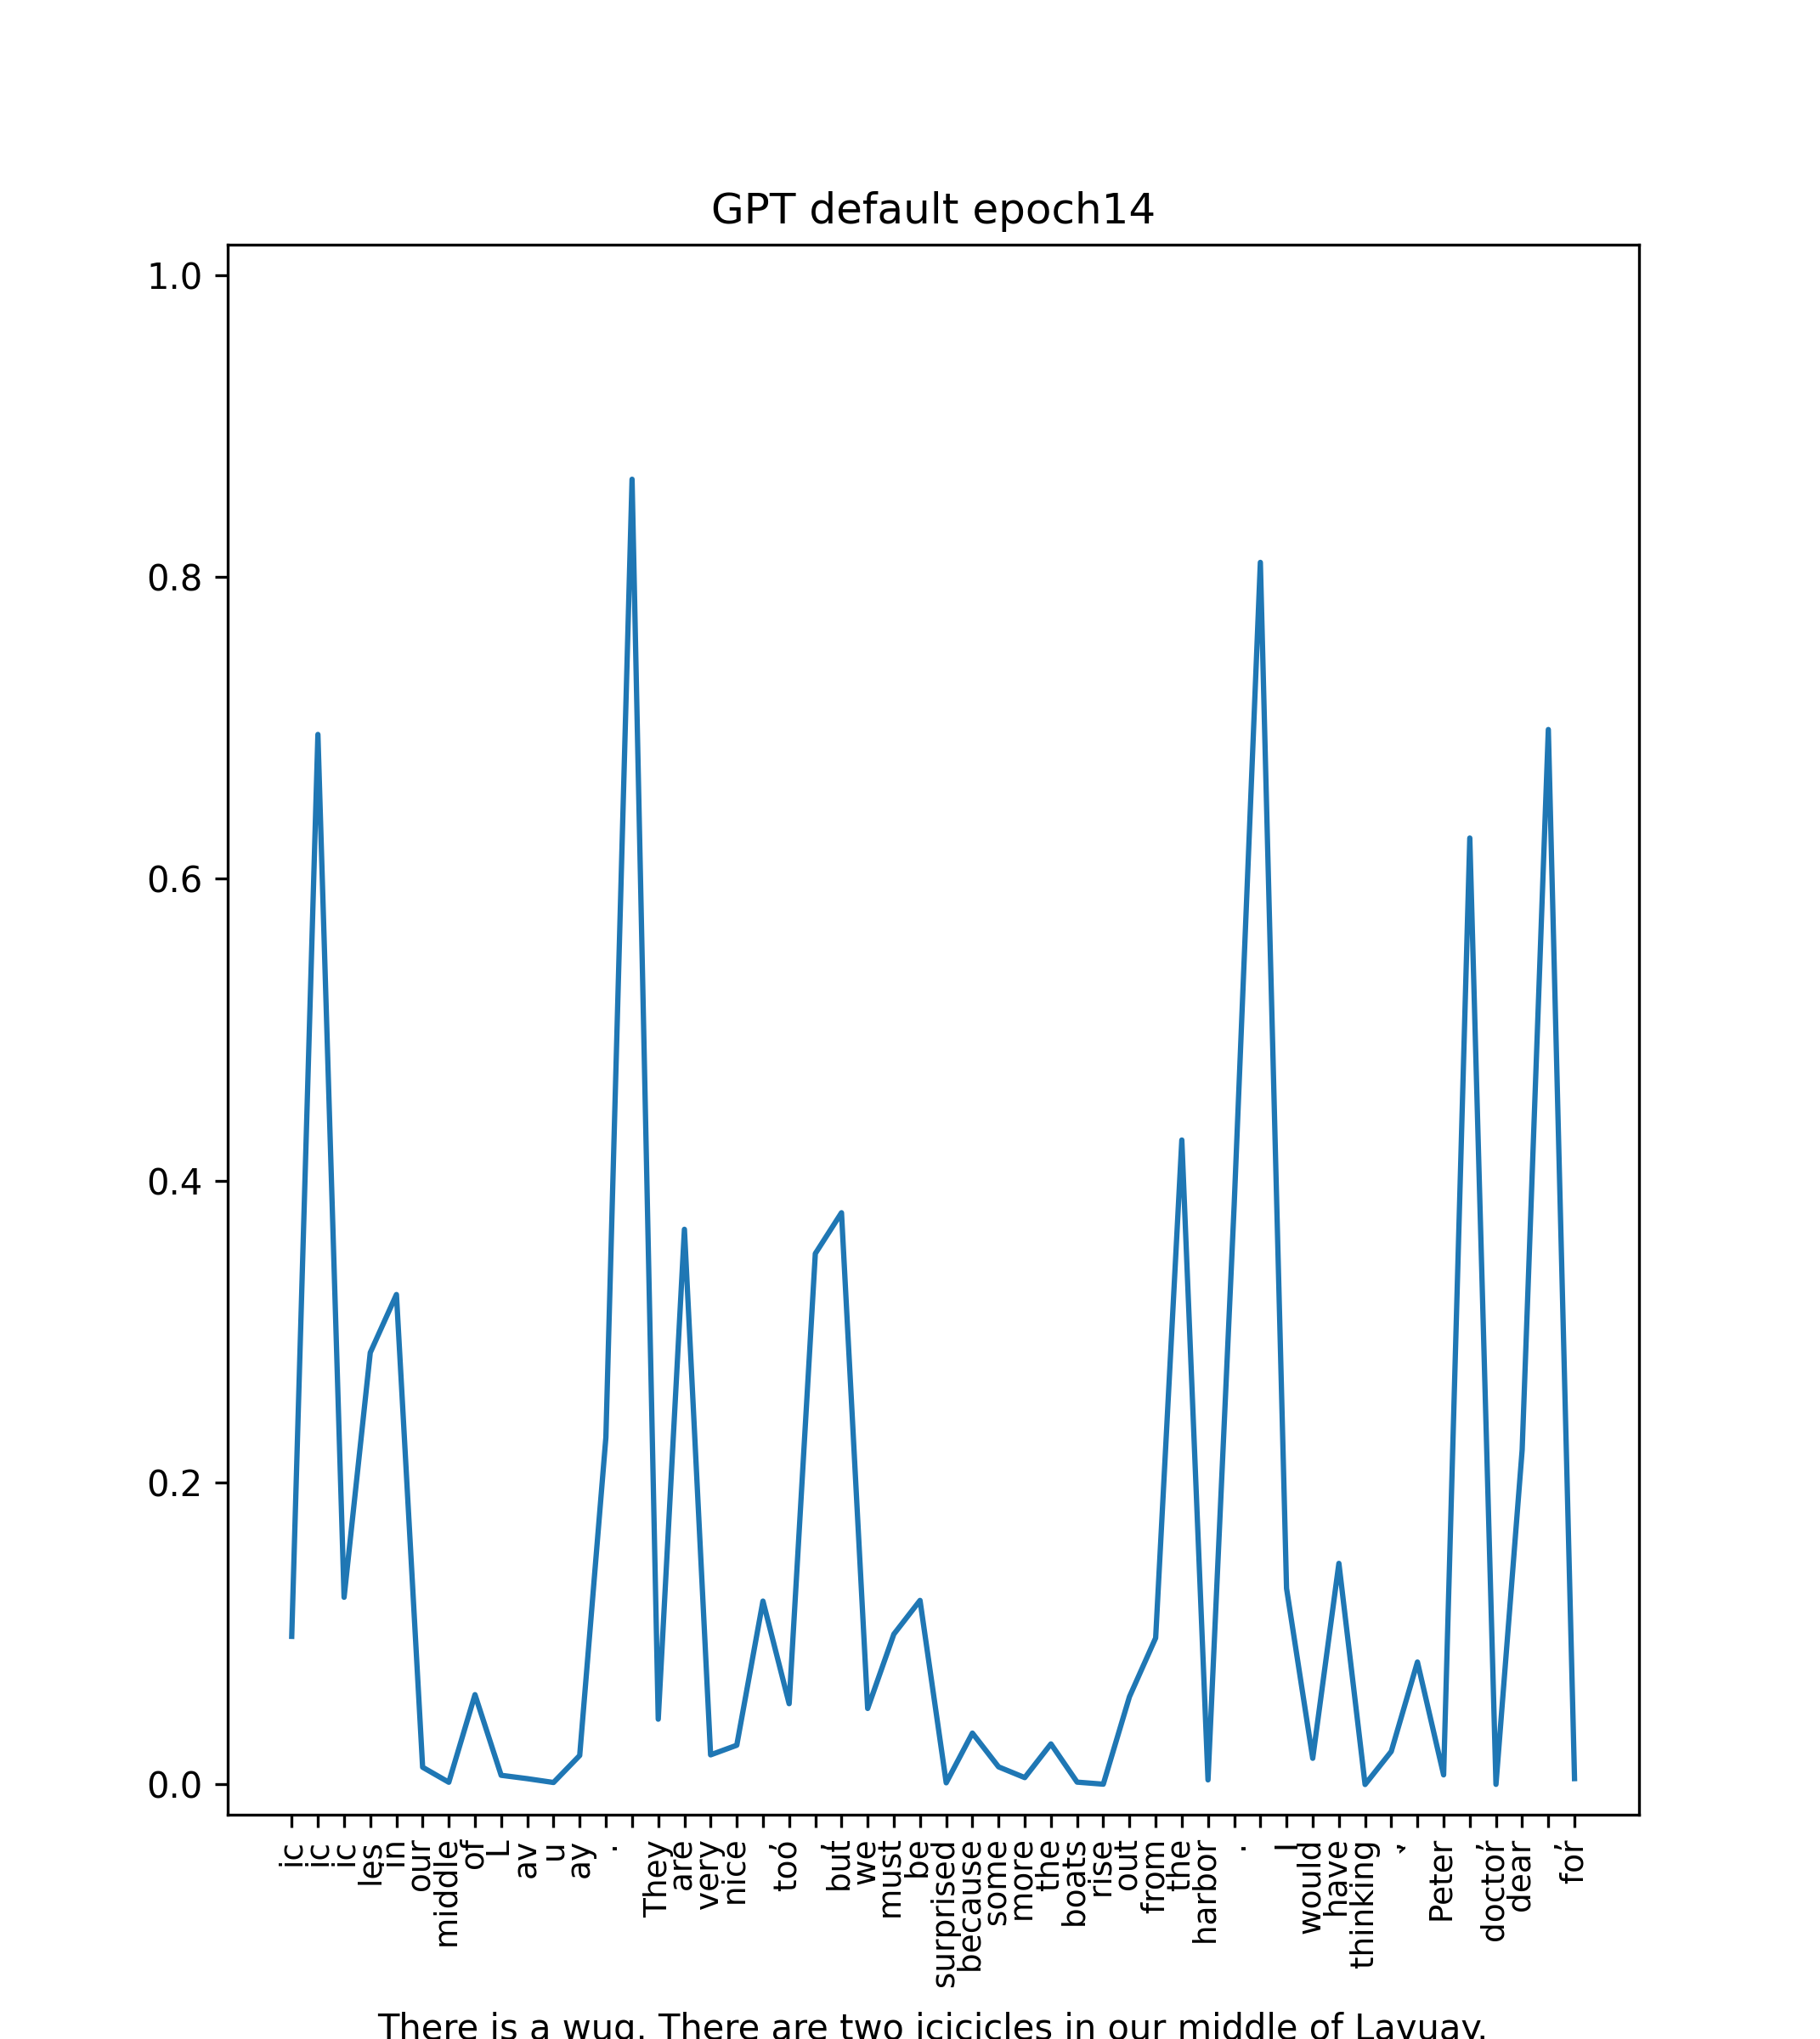 GPT default epoch14
1.0
0.8
0.6
0.4
0.2
0.0
ic
ic
ic
les
in
our
middle
of
L
av
u
ay
.
They
are
very
nice
,
too
,
but
we
must
be
surprised
because
some
more
the
boats
rise
out
from
the
harbor
.
I
would
have
thinking
Peter
,
doctor
dear
,
for
There is a wug. There are two icicicles in our middle of Lavuay.